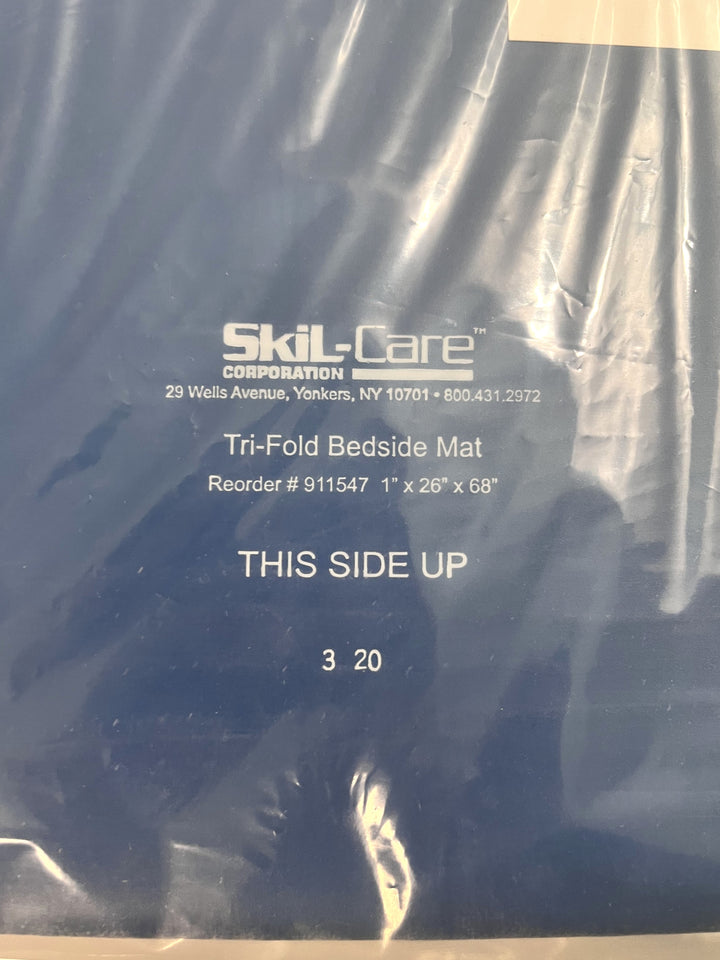 SkiL-Care™
CORPORATION
29 Wells Avenue, Yonkers, NY 10701 • 800.431.2972
Tri-Fold Bedside Mat
Reorder # 911547 1" x 26" x 68"
THIS SIDE UP
3 20